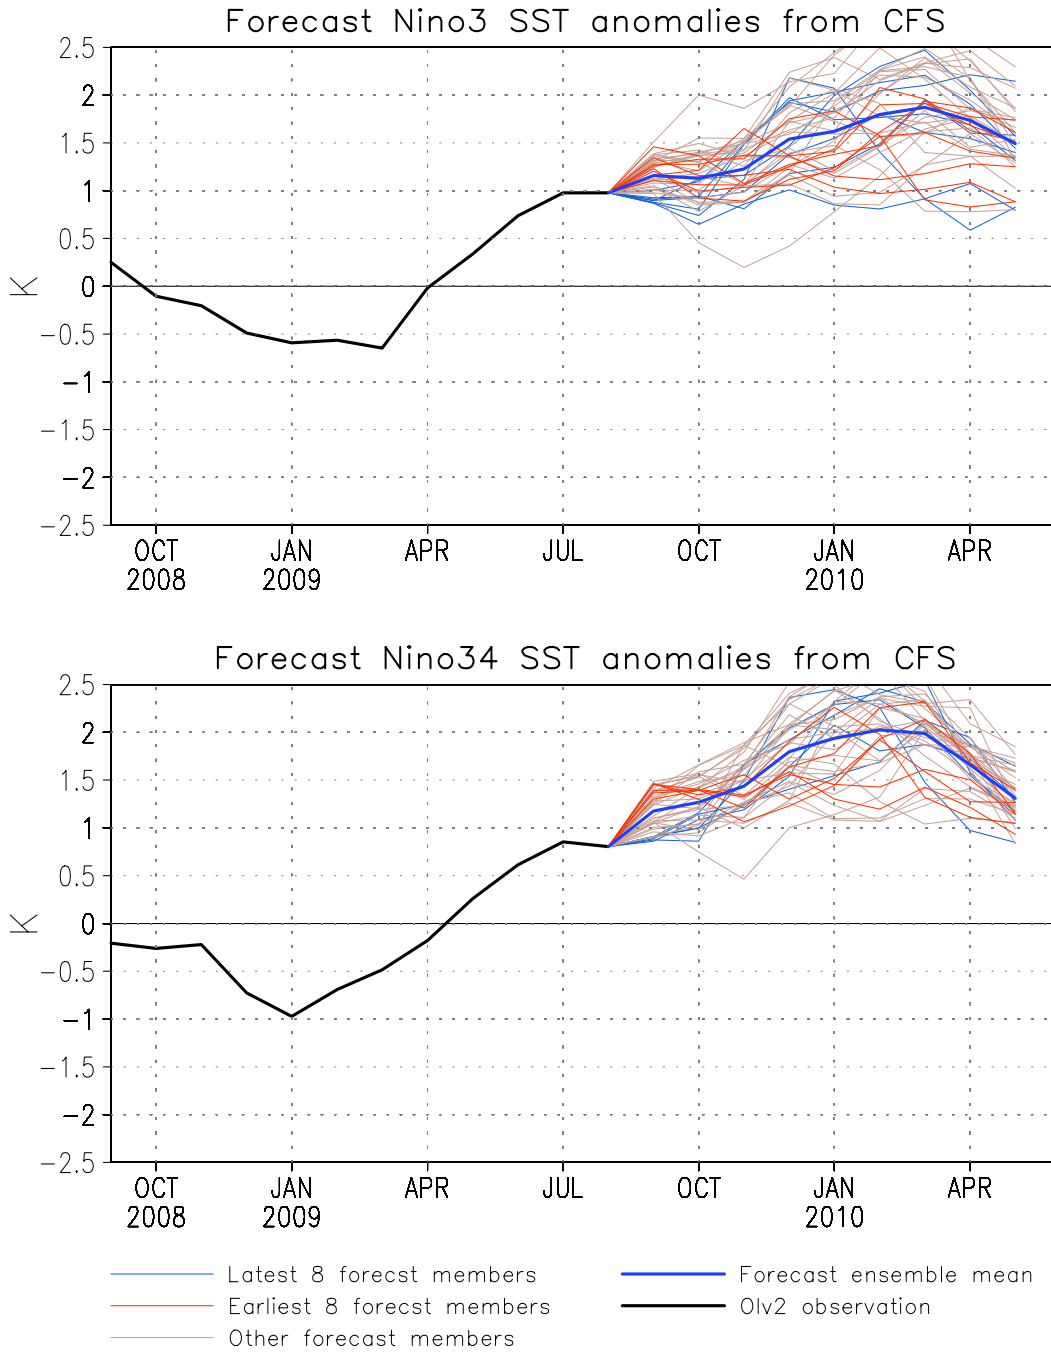 Forecast Nino3 SST anomalies from CFS
2.5
2
1.5
1
0.5
0
-0.5
-1
-1.5
-2
-2.5
K
OCT JAN APR JUL OCT JAN APR
2008 2009 2010
Forecast Nino34 SST anomalies from CFS
2.5
2
1.5
1
0.5
0
-0.5
-1
-1.5
-2
-2.5
K
OCT JAN APR JUL OCT JAN APR
2008 2009 2010
Latest 8 forecst members
Earliest 8 forecst members
Other forecast members
Forecast ensemble mean
OIv2 observation